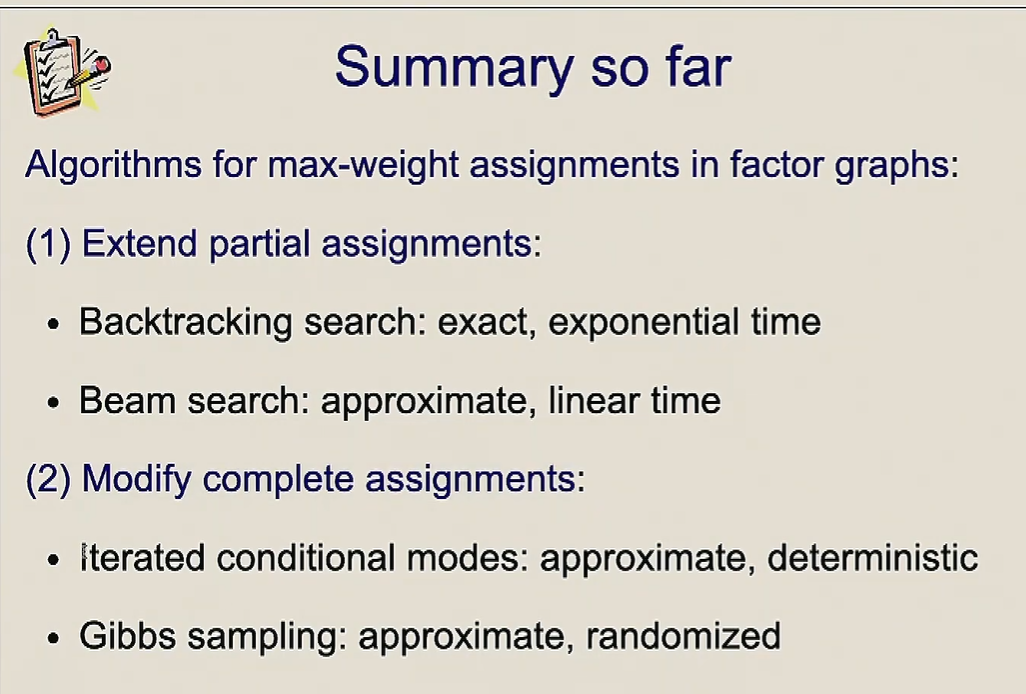 Summary so far
Algorithms for max-weight assignments in factor graphs:
(1) Extend partial assignments:
• Backtracking search: exact, exponential time
• Beam search: approximate, linear time
(2) Modify complete assignments:
• Iterated conditional modes: approximate, deterministic
• Gibbs sampling: approximate, randomized